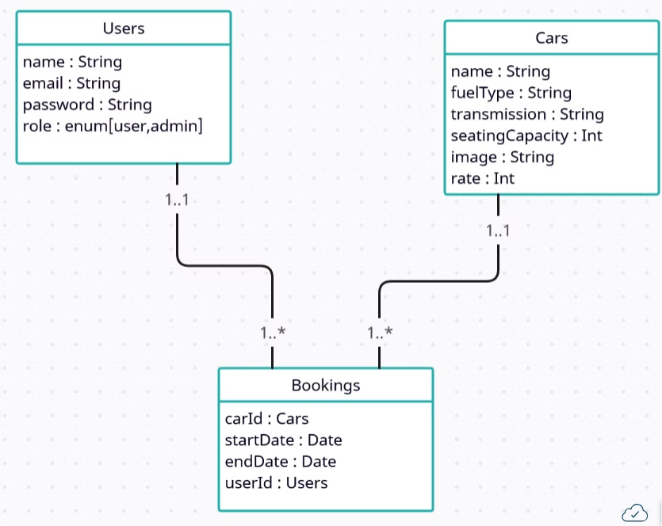 Users
name : String
email : String
password : String
role : enum[user,admin]
Cars
name : String
fuelType : String
transmission : String
seatingCapacity : Int
image : String
rate : Int
1..1
1..1
1..*
1..*
Bookings
carId : Cars
startDate : Date
endDate : Date
userId : Users